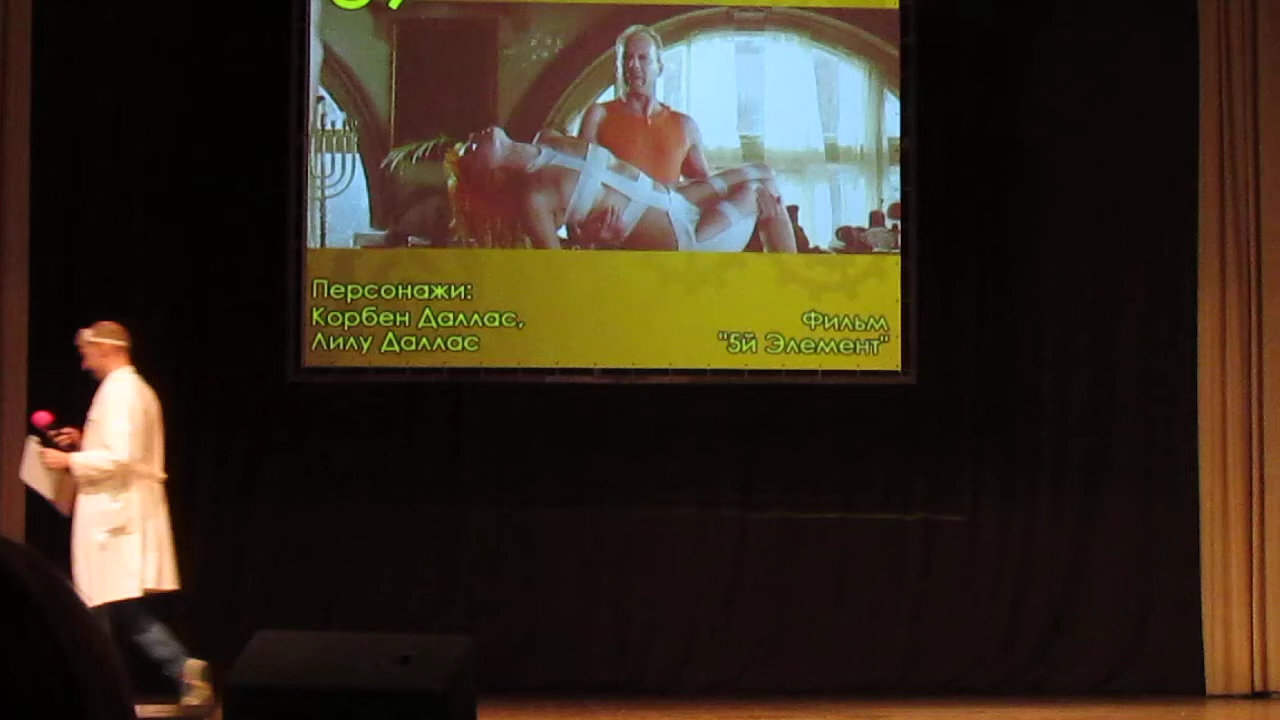 Персонажи:
Корбен Даллас,
Лилу Даллас
Фильм
"5й Элемент"